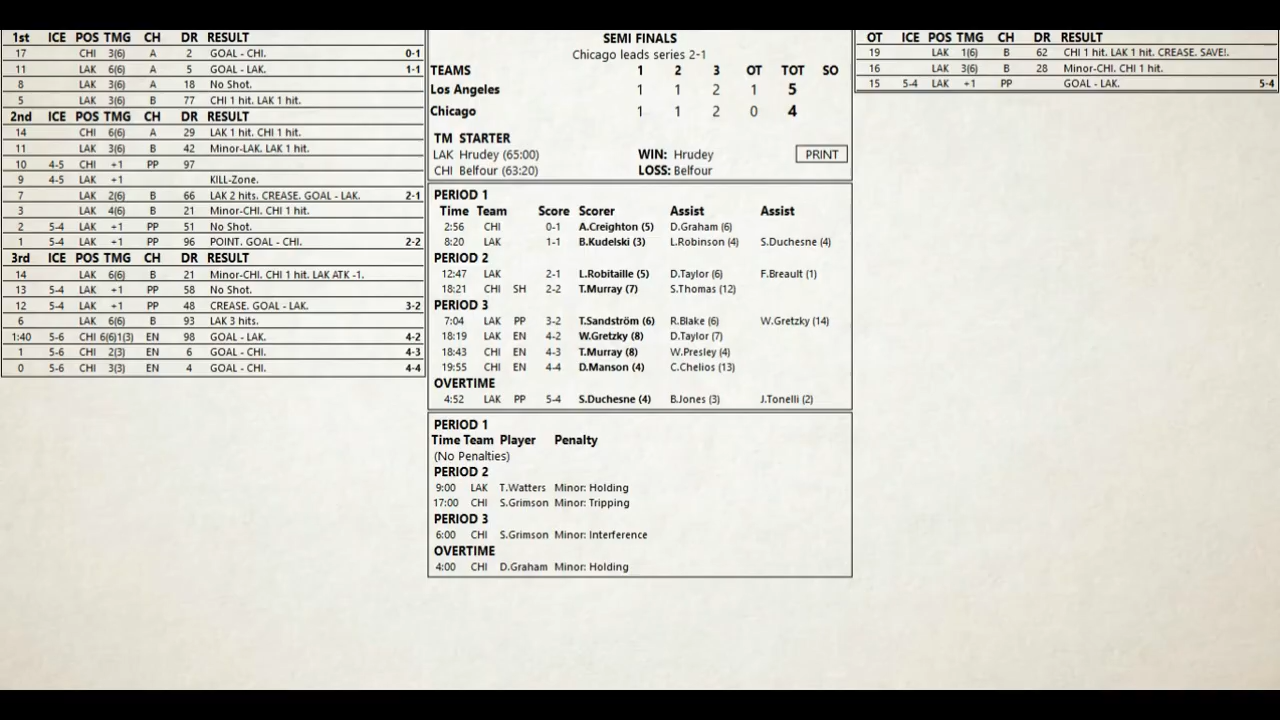 1st ICE POS TMG CH DR RESULT
17 CHI 3(6) A 2 GOAL - CHI. 0-1
11 LAK 6(6) A 5 GOAL - LAK. 1-1
8 LAK 3(6) A 18 No Shot.
5 LAK 3(6) B 77 CHI 1 hit. LAK 1 hit.
2nd ICE POS TMG CH DR RESULT
14 CHI 6(6) A 29 LAK 1 hit. CHI 1 hit.
11 LAK 3(6) B 42 Minor-LAK. LAK 1 hit.
10 4-5 CHI +1 PP 97
9 4-5 LAK +1 KILL-Zone.
7 LAK 2(6) B 66 LAK 2 hits. CREASE. GOAL - LAK. 2-1
3 LAK 4(6) B 21 Minor-CHI. CHI 1 hit.
2 5-4 LAK +1 PP 51 No Shot.
1 5-4 LAK +1 PP 96 POINT. GOAL - CHI. 2-2
3rd ICE POS TMG CH DR RESULT
14 LAK 6(6) B 21 Minor-CHI. CHI 1 hit. LAK ATK -1.
13 5-4 LAK +1 PP 58 No Shot.
12 5-4 LAK +1 PP 48 CREASE. GOAL - LAK. 3-2
6 LAK 6(6) B 93 LAK 3 hits.
1:40 5-6 CHI 6(6)1(3) EN 98 GOAL - LAK. 4-2
1 5-6 CHI 2(3) EN 6 GOAL - CHI. 4-3
0 5-6 CHI 3(3) EN 4 GOAL - CHI. 4-4
SEMI FINALS
Chicago leads series 2-1
TEAMS 1 2 3 OT TOT SO
Los Angeles 1 1 2 1 5
Chicago 1 1 2 0 4
TM STARTER
LAK Hrudey (65:00) WIN: Hrudey PRINT
CHI Belfour (63:20) LOSS: Belfour
PERIOD 1
Time Team Score Scorer Assist Assist
2:56 CHI 0-1 A.Creighton (5) D.Graham (6)
8:20 LAK 1-1 B.Kudelski (3) L.Robinson (4) S.Duchesne (4)
PERIOD 2
12:47 LAK 2-1 L.Robitaille (5) D.Taylor (6) F.Breault (1)
18:21 CHI SH 2-2 T.Murray (7) S.Thomas (12)
PERIOD 3
7:04 LAK PP 3-2 T.Sandström (6) R.Blake (6) W.Gretzky (14)
18:19 LAK EN 4-2 W.Gretzky (8) D.Taylor (7)
18:43 CHI EN 4-3 T.Murray (8) W.Presley (4)
19:55 CHI EN 4-4 D.Manson (4) C.Chelios (13)
OVERTIME
4:52 LAK PP 5-4 S.Duchesne (4) B.Jones (3) J.Tonelli (2)
PERIOD 1
Time Team Player Penalty
(No Penalties)
PERIOD 2
9:00 LAK T.Watters Minor: Holding
17:00 CHI S.Grimson Minor: Tripping
PERIOD 3
6:00 CHI S.Grimson Minor: Interference
OVERTIME
4:00 CHI D.Graham Minor: Holding
OT ICE POS TMG CH DR RESULT
19 LAK 1(6) B 62 CHI 1 hit. LAK 1 hit. CREASE. SAVE!.
16 LAK 3(6) B 28 Minor-CHI. CHI 1 hit.
15 5-4 LAK +1 PP GOAL - LAK. 5-4